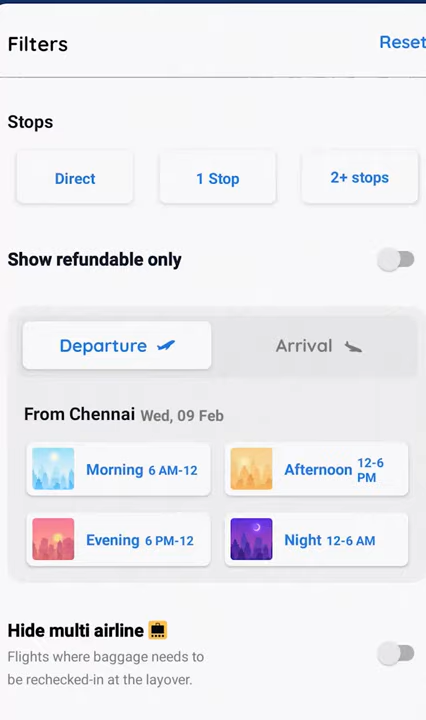 Filters
Reset
Stops
Direct
1 Stop
2+ stops
Show refundable only
Departure
Arrival
From Chennai Wed, 09 Feb
Morning 6 AM-12
Afternoon 12-6 PM
Evening 6 PM-12
Night 12-6 AM
Hide multi airline
Flights where baggage needs to
be rechecked-in at the layover.